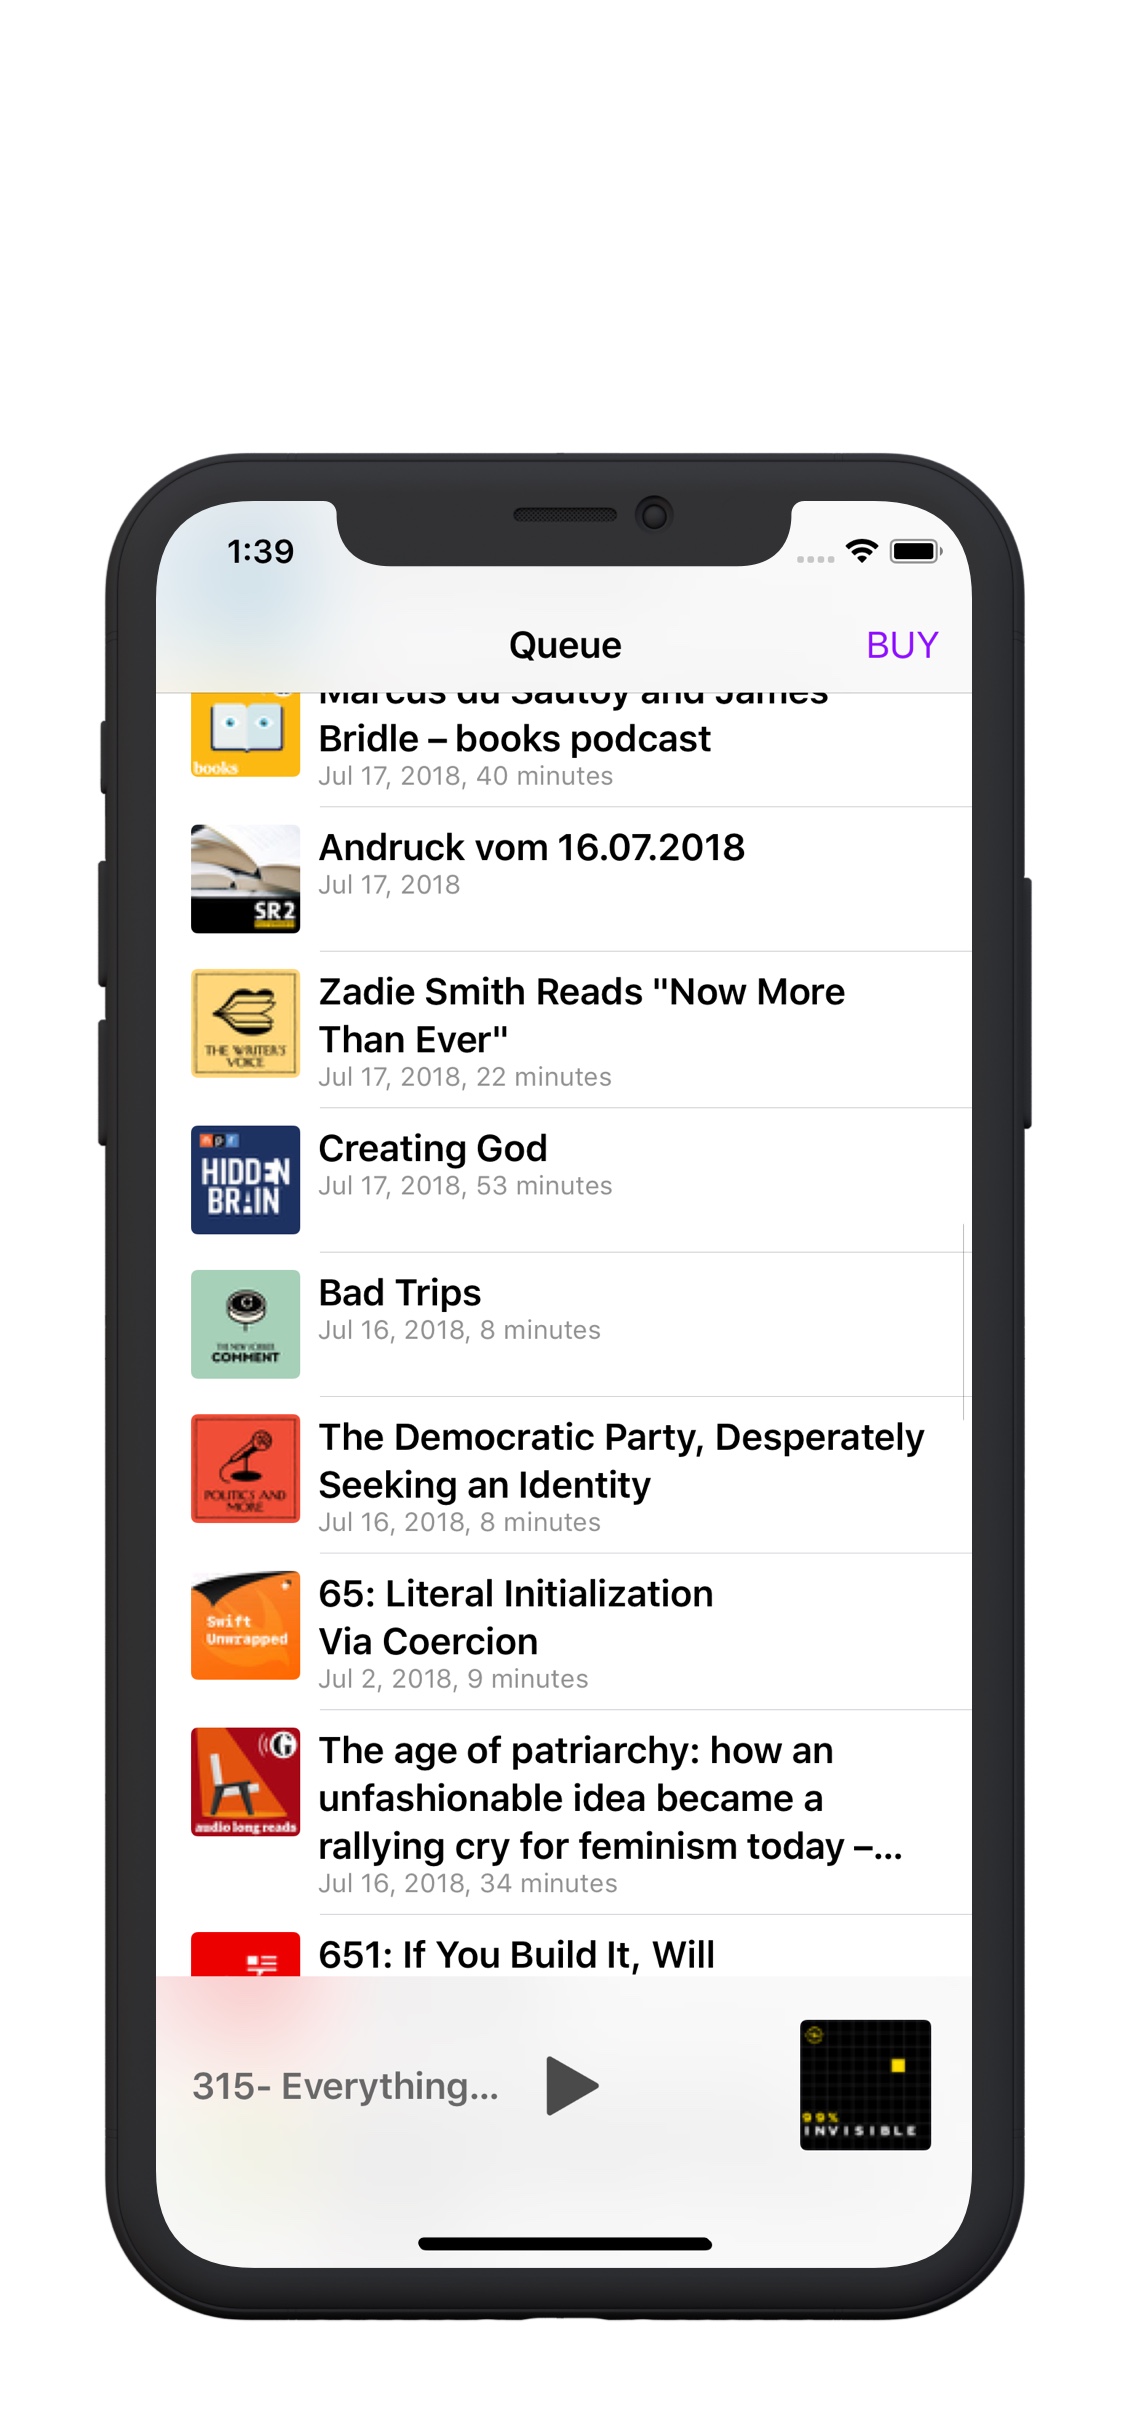 1:39
Queue
BUY
Marcus du Sautoy and James
Bridle – books podcast
Jul 17, 2018, 40 minutes
books
Andruck vom 16.07.2018
Jul 17, 2018
SR2
Zadie Smith Reads "Now More
Than Ever"
Jul 17, 2018, 22 minutes
THE WRITER'S
VOICE
Creating God
Jul 17, 2018, 53 minutes
npr
HIDDEN
BRAIN
Bad Trips
Jul 16, 2018, 8 minutes
THE NEW YORKER
COMMENT
The Democratic Party, Desperately
Seeking an Identity
Jul 16, 2018, 8 minutes
POLITICS AND
MORE
65: Literal Initialization
Via Coercion
Jul 2, 2018, 9 minutes
Swift
Unwrapped
The age of patriarchy: how an
unfashionable idea became a
rallying cry for feminism today –...
Jul 16, 2018, 34 minutes
G
audio long reads
651: If You Build It, Will
315- Everything...
99%
INVISIBLE